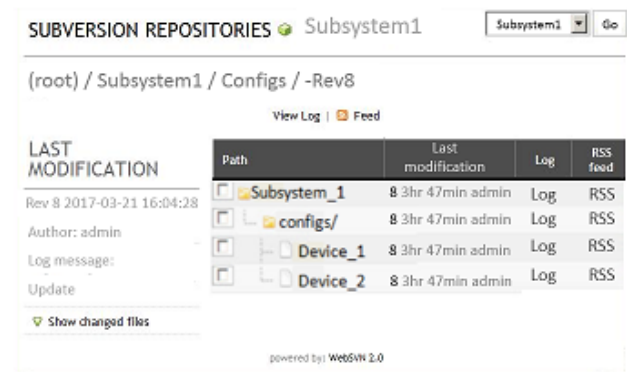 SUBVERSION REPOSITORIES Subsystem1 Subsystem1 Go
(root) / Subsystem1 / Configs / -Rev8
View Log | Feed
LAST
MODIFICATION
Rev 8 2017-03-21 16:04:28
Author: admin
Log message:
Update
Show changed files
Path Last modification Log RSS feed
Subsystem_1 8 3hr 47min admin Log RSS
configs/ 8 3hr 47min admin Log RSS
Device_1 8 3hr 47min admin Log RSS
Device_2 8 3hr 47min admin Log RSS
powered by: WebSVN 2.0